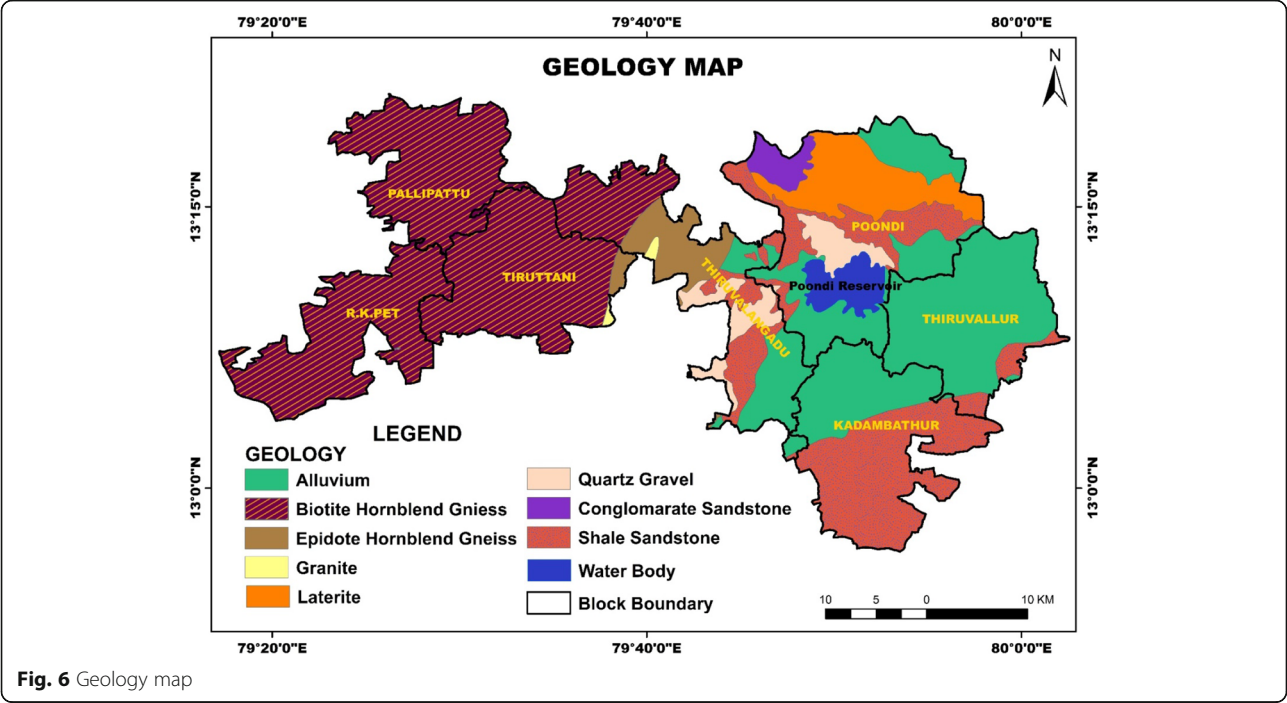 79°20'0"E 79°40'0"E 80°0'0"E
GEOLOGY MAP
N
13°15'0"N
13°15'0"N
PALLIPATTU
POONDI
TIRUTTANI
THIRUVALANGADU
Poondi Reservoir
R.K.PET
THIRUVALLUR
KADAMBATHUR
LEGEND
GEOLOGY
Alluvium
Biotite Hornblend Gniess
Epidote Hornblend Gneiss
Granite
Laterite
Quartz Gravel
Conglomarate Sandstone
Shale Sandstone
Water Body
Block Boundary
13°0'0"N
13°0'0"N
10 5 0 10 KM
79°20'0"E 79°40'0"E 80°0'0"E
Fig. 6 Geology map